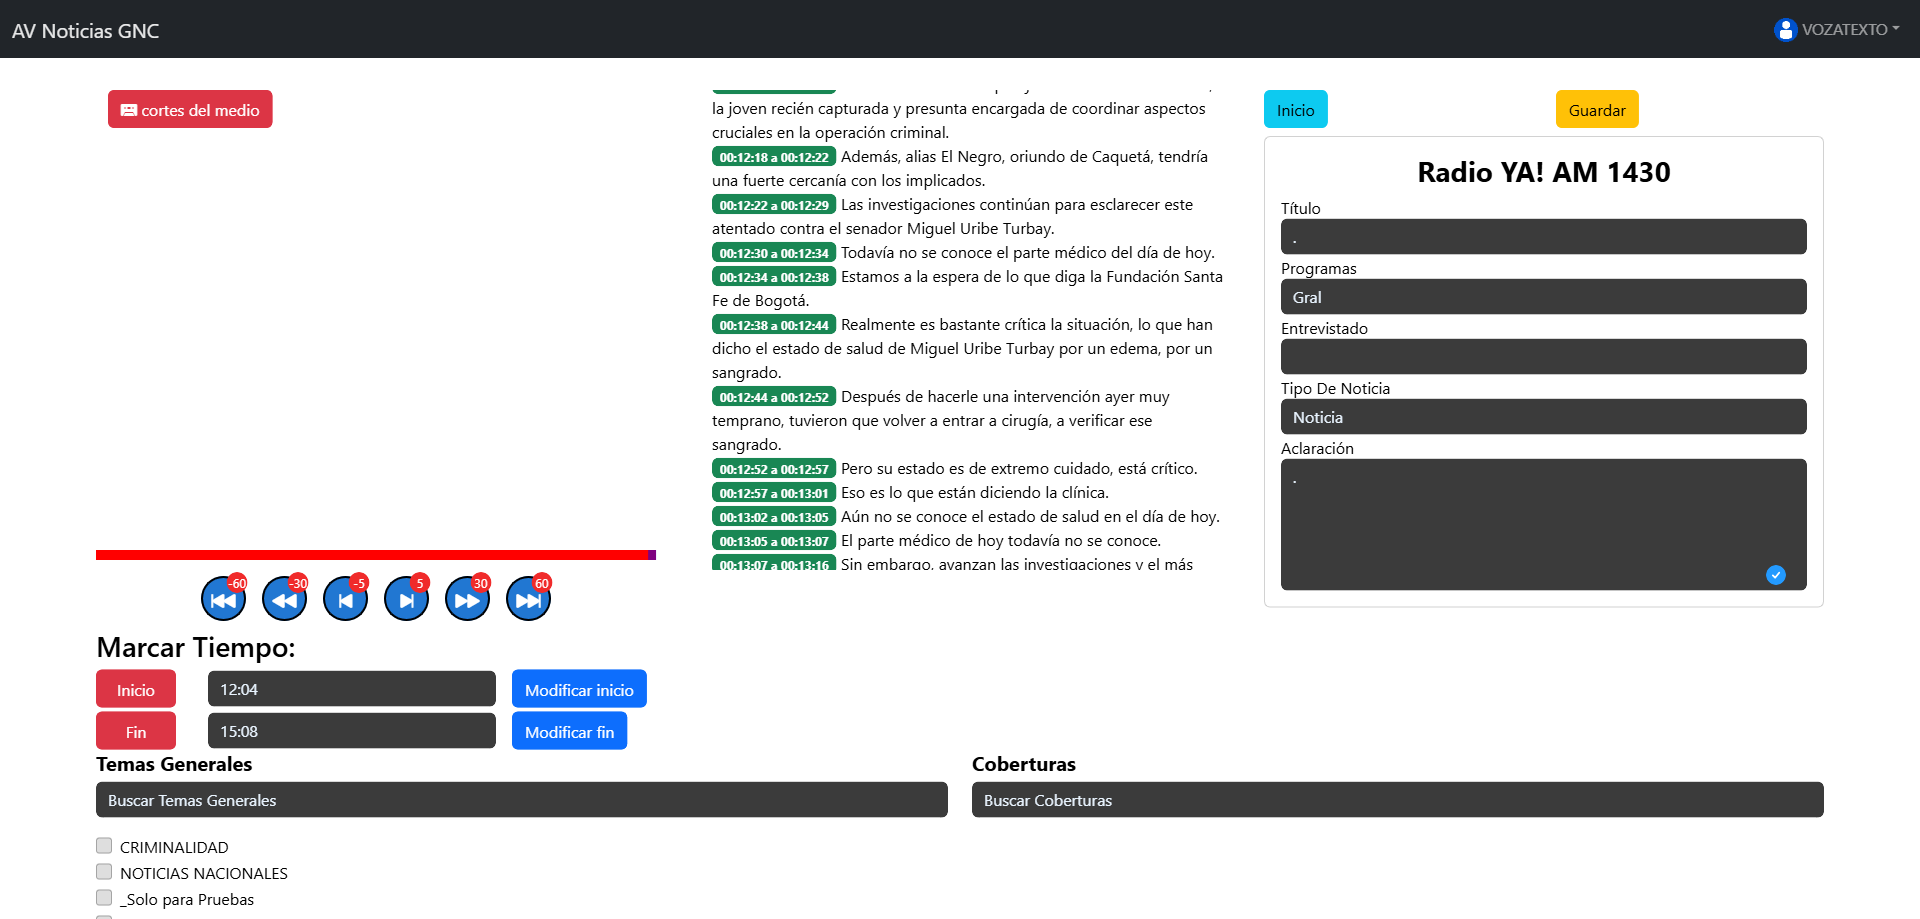 AV Noticias GNC
VOZATEXTO
cortes del medio
la joven recién capturada y presunta encargada de coordinar aspectos
cruciales en la operación criminal.
00:12:18 a 00:12:22 Además, alias El Negro, oriundo de Caquetá, tendría
una fuerte cercanía con los implicados.
00:12:22 a 00:12:29 Las investigaciones continúan para esclarecer este
atentado contra el senador Miguel Uribe Turbay.
00:12:30 a 00:12:34 Todavía no se conoce el parte médico del día de hoy.
00:12:34 a 00:12:38 Estamos a la espera de lo que diga la Fundación Santa
Fe de Bogotá.
00:12:38 a 00:12:44 Realmente es bastante crítica la situación, lo que han
dicho el estado de salud de Miguel Uribe Turbay por un edema, por un
sangrado.
00:12:44 a 00:12:52 Después de hacerle una intervención ayer muy
temprano, tuvieron que volver a entrar a cirugía, a verificar ese
sangrado.
00:12:52 a 00:12:57 Pero su estado es de extremo cuidado, está crítico.
00:12:57 a 00:13:01 Eso es lo que están diciendo la clínica.
00:13:02 a 00:13:05 Aún no se conoce el estado de salud en el día de hoy.
00:13:05 a 00:13:07 El parte médico de hoy todavía no se conoce.
00:13:07 a 00:13:16 Sin embargo, avanzan las investigaciones y el más
Inicio
Guardar
Radio YA! AM 1430
Título
.
Programas
Gral
Entrevistado
Tipo De Noticia
Noticia
Aclaración
.
-60
-30
-5
5
30
60
Marcar Tiempo:
Inicio
12:04
Modificar inicio
Fin
15:08
Modificar fin
Temas Generales
Buscar Temas Generales
CRIMINALIDAD
NOTICIAS NACIONALES
_Solo para Pruebas
Coberturas
Buscar Coberturas